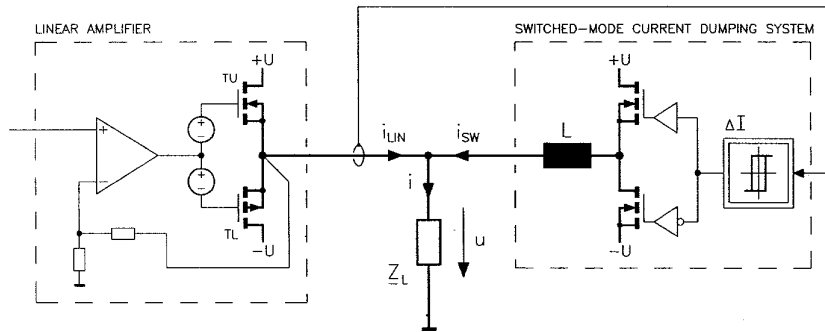 LINEAR AMPLIFIER
SWITCHED-MODE CURRENT DUMPING SYSTEM
+U
+U
TU
L
ΔI
+
+
−
i_LIN
i_SW
−
+
−
i
TL
−U
u
Z_L
−U